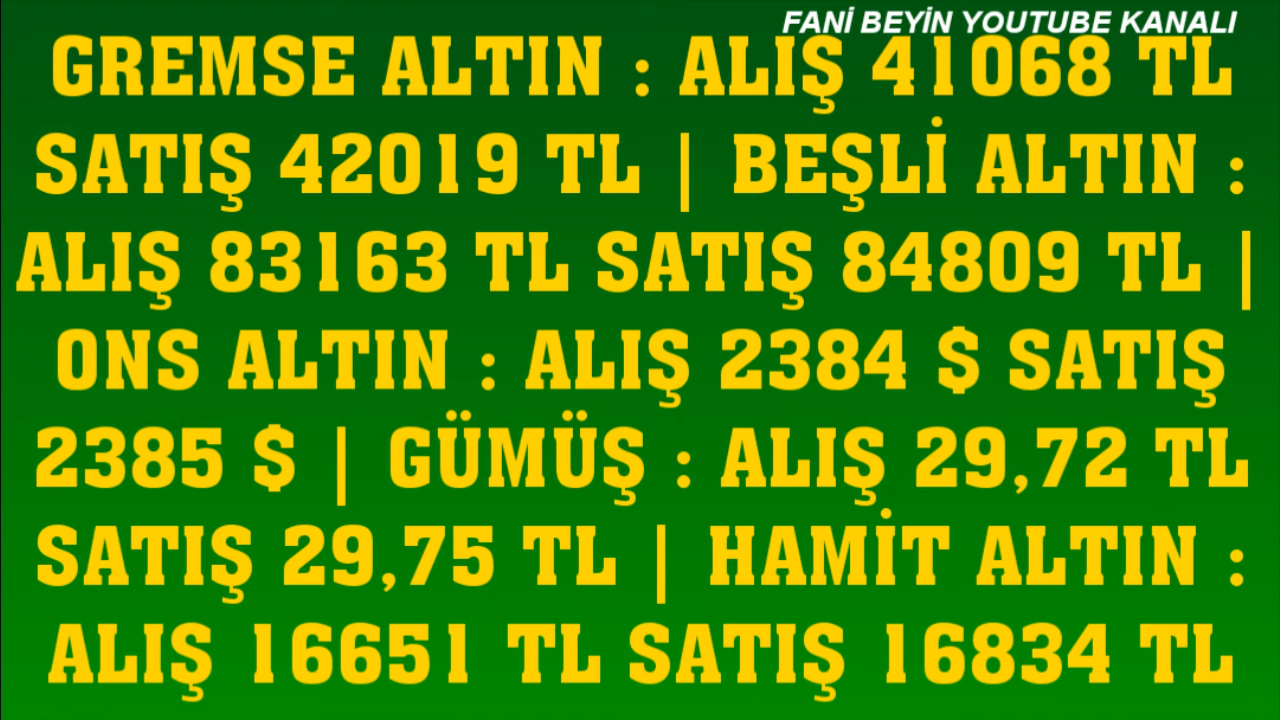 FANİ BEYİN YOUTUBE KANALI
GREMSE ALTIN : ALIŞ 41068 TL
SATIŞ 42019 TL | BEŞLİ ALTIN :
ALIŞ 83163 TL SATIŞ 84809 TL |
ONS ALTIN : ALIŞ 2384 $ SATIŞ
2385 $ | GÜMÜŞ : ALIŞ 29,72 TL
SATIŞ 29,75 TL | HAMİT ALTIN :
ALIŞ 16651 TL SATIŞ 16834 TL